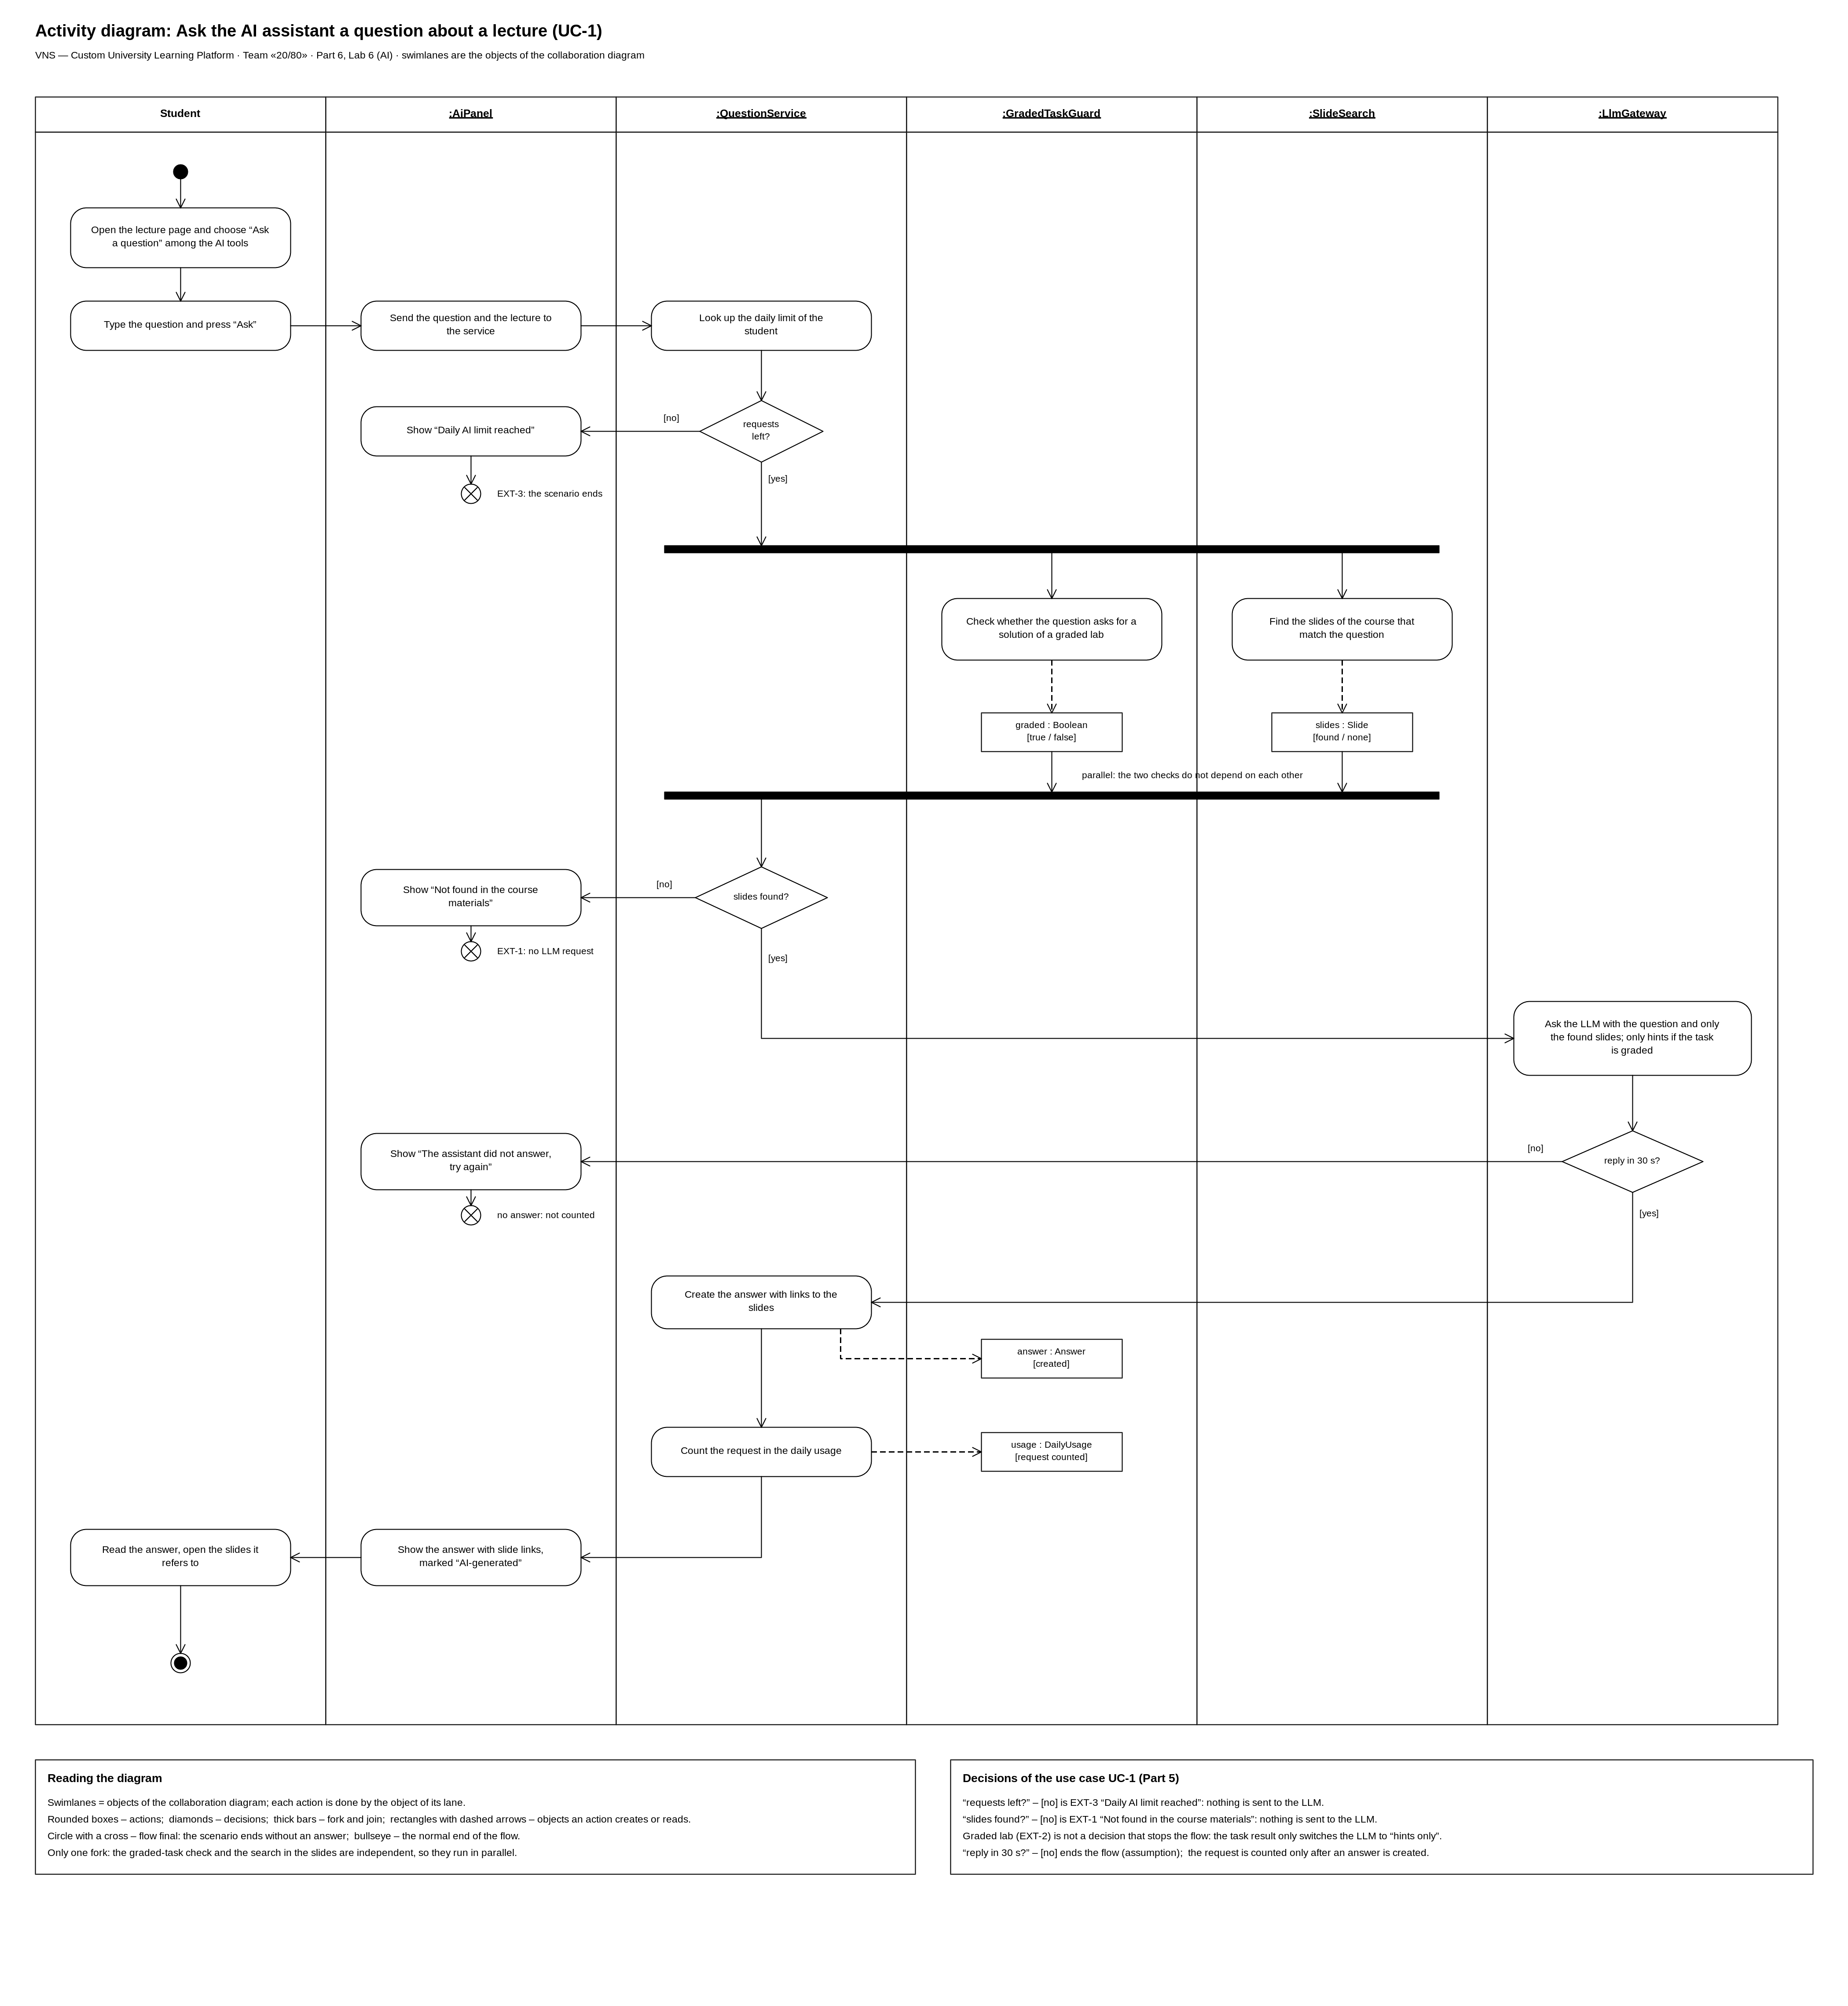 Activity diagram: Ask the AI assistant a question about a lecture (UC-1)
VNS — Custom University Learning Platform · Team «20/80» · Part 6, Lab 6 (AI) · swimlanes are the objects of the collaboration diagram
Student
:AiPanel
:QuestionService
:GradedTaskGuard
:SlideSearch
:LlmGateway
Open the lecture page and choose “Ask
a question” among the AI tools
Type the question and press “Ask”
Send the question and the lecture to
the service
Look up the daily limit of the
student
Show “Daily AI limit reached”
[no]
requests
left?
[yes]
EXT-3: the scenario ends
Check whether the question asks for a
solution of a graded lab
Find the slides of the course that
match the question
graded : Boolean
[true / false]
slides : Slide
[found / none]
parallel: the two checks do not depend on each other
Show “Not found in the course
materials”
[no]
slides found?
EXT-1: no LLM request
[yes]
Ask the LLM with the question and only
the found slides; only hints if the task
is graded
Show “The assistant did not answer,
try again”
[no]
reply in 30 s?
no answer: not counted
[yes]
Create the answer with links to the
slides
answer : Answer
[created]
Count the request in the daily usage
usage : DailyUsage
[request counted]
Read the answer, open the slides it
refers to
Show the answer with slide links,
marked “AI-generated”
Reading the diagram
Swimlanes = objects of the collaboration diagram; each action is done by the object of its lane.
Rounded boxes – actions; diamonds – decisions; thick bars – fork and join; rectangles with dashed arrows – objects an action creates or reads.
Circle with a cross – flow final: the scenario ends without an answer; bullseye – the normal end of the flow.
Only one fork: the graded-task check and the search in the slides are independent, so they run in parallel.
Decisions of the use case UC-1 (Part 5)
“requests left?” – [no] is EXT-3 “Daily AI limit reached”: nothing is sent to the LLM.
“slides found?” – [no] is EXT-1 “Not found in the course materials”: nothing is sent to the LLM.
Graded lab (EXT-2) is not a decision that stops the flow: the task result only switches the LLM to “hints only”.
“reply in 30 s?” – [no] ends the flow (assumption); the request is counted only after an answer is created.